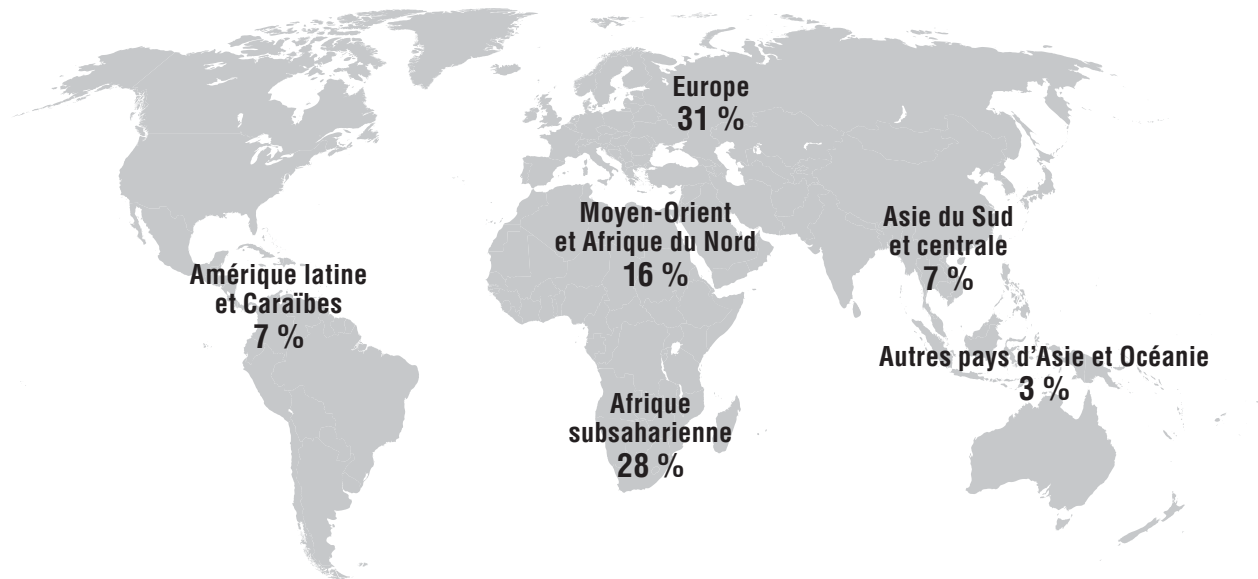 Europe
31 %
Moyen-Orient
et Afrique du Nord
16 %
Asie du Sud
et centrale
7 %
Amérique latine
et Caraïbes
7 %
Autres pays d’Asie et Océanie
3 %
Afrique
subsaharienne
28 %